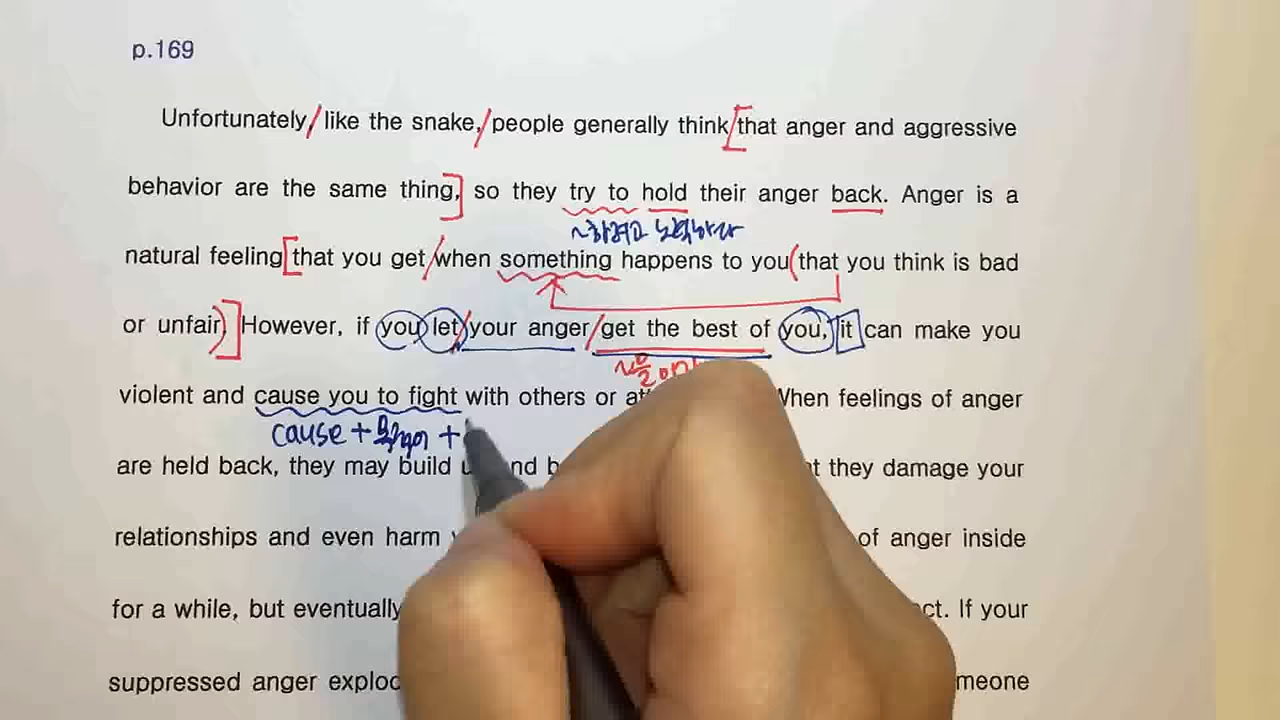 p.169
Unfortunately, like the snake, people generally think that anger and aggressive
behavior are the same thing, so they try to hold their anger back. Anger is a
~하려고 노력하다
natural feeling that you get when something happens to you that you think is bad
or unfair. However, if you let your anger get the best of you, it can make you
violent and cause you to fight with others or When feelings of anger
cause + 목적어 +
are held back, they may build they damage your
relationships and even harm of anger inside
for a while, but eventually If your
suppressed anger